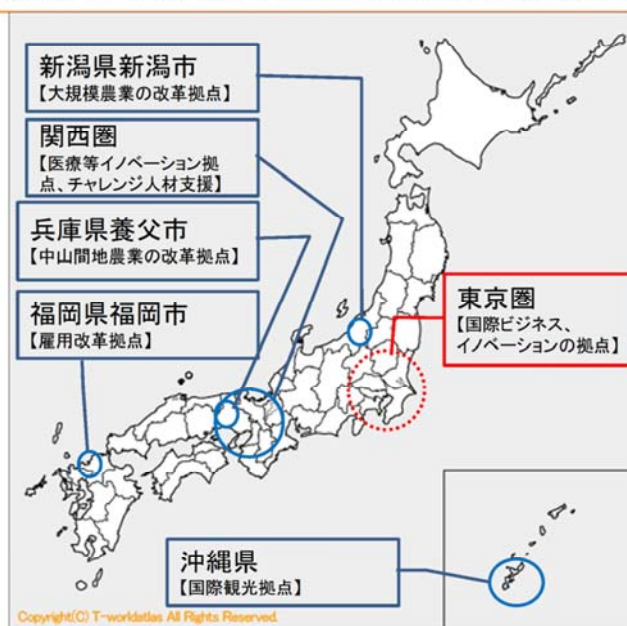 新潟県新潟市
【大規模農業の改革拠点】
関西圏
【医療等イノベーション拠
点、チャレンジ人材支援】
兵庫県養父市
【中山間地農業の改革拠点】
福岡県福岡市
【雇用改革拠点】
東京圏
【国際ビジネス、
イノベーションの拠点】
沖縄県
【国際観光拠点】
Copyright(C) T-worldatlas All Rights Reserved.